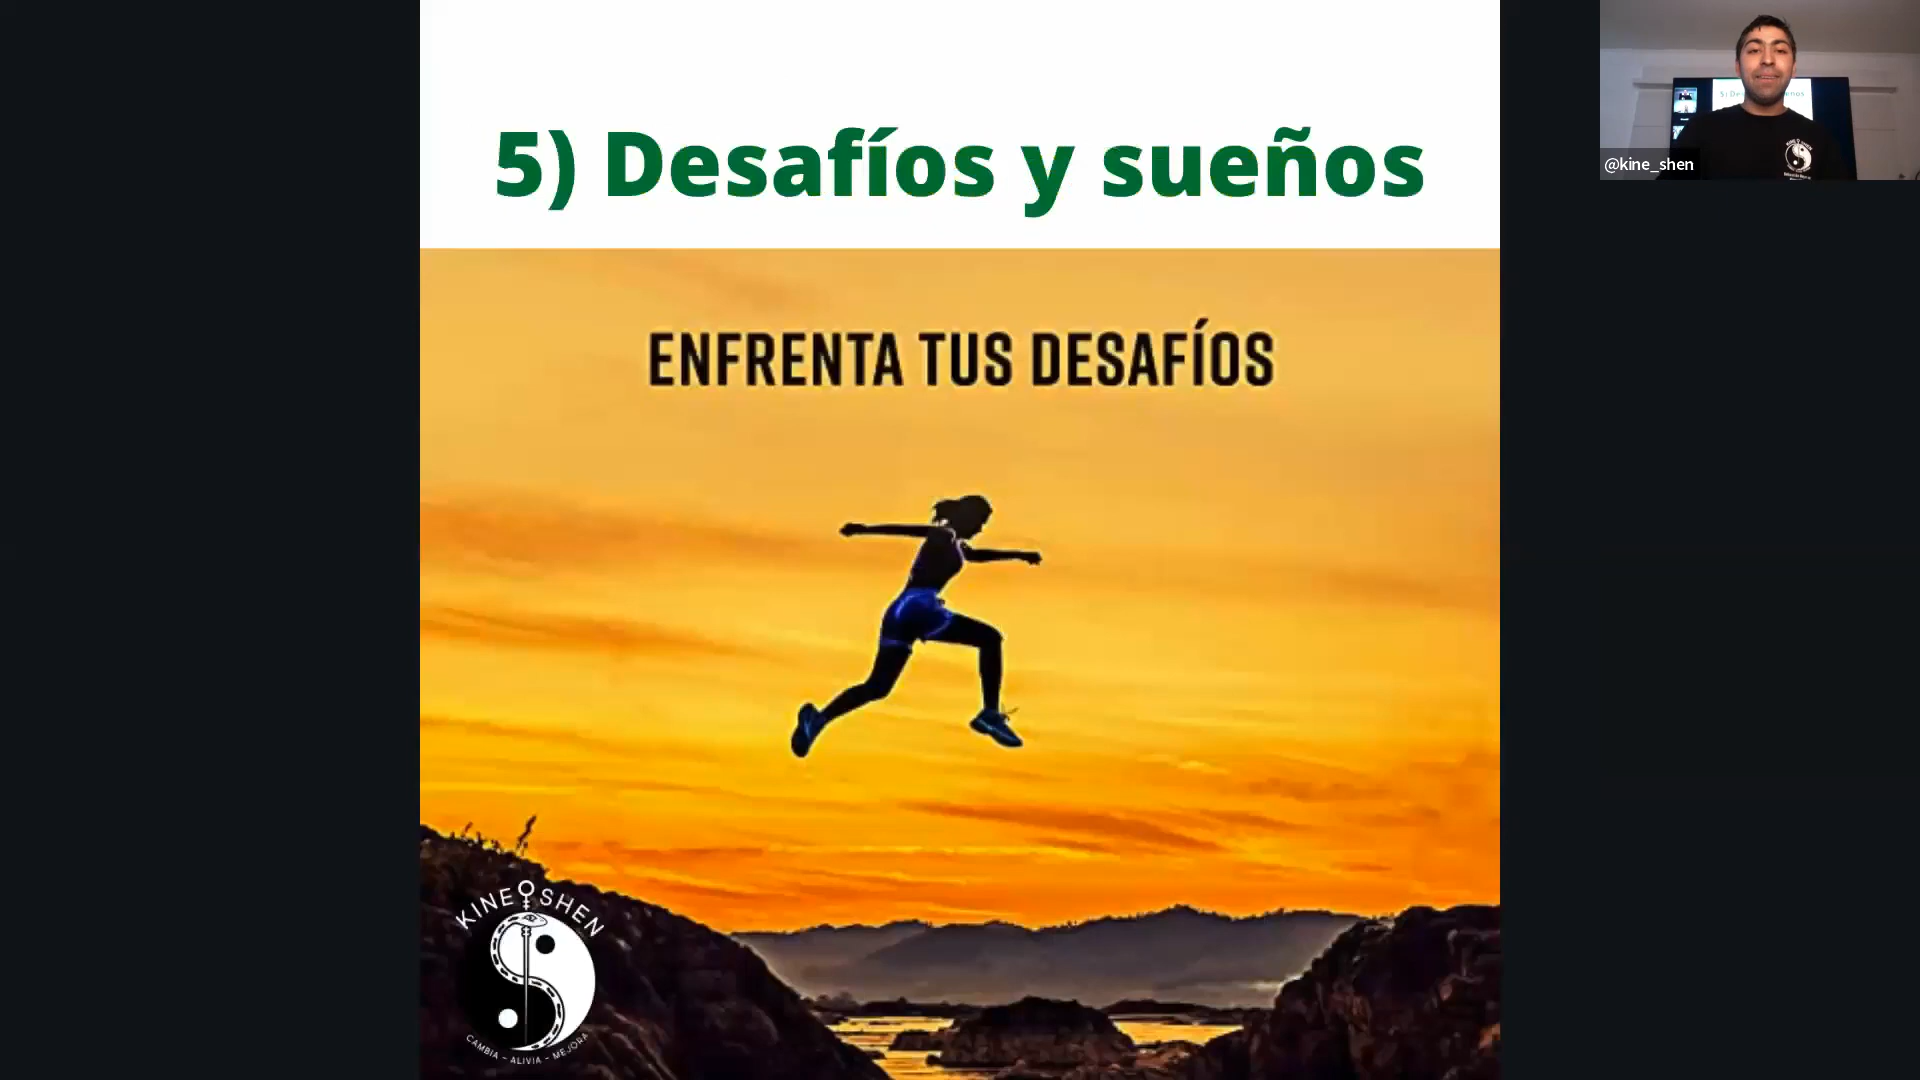 5) Desafíos y sueños
@kine_shen
ENFRENTA TUS DESAFÍOS
KINE SHEN
CAMBIA - ALIVIA - MEJORA